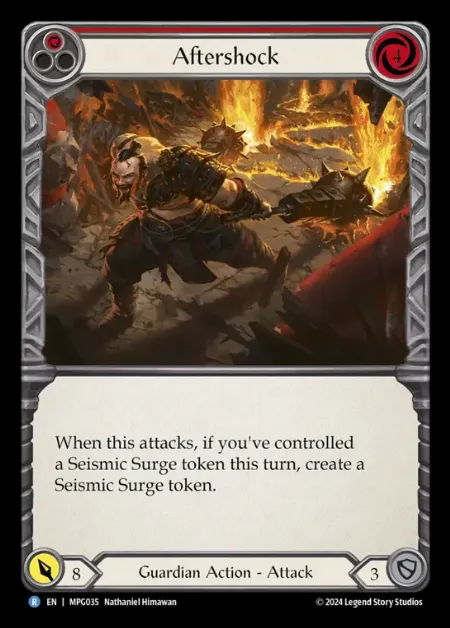 Aftershock
4
When this attacks, if you've controlled
a Seismic Surge token this turn, create a
Seismic Surge token.
8
Guardian Action - Attack
3
R EN | MPG035 Nathaniel Himawan
© 2024 Legend Story Studios